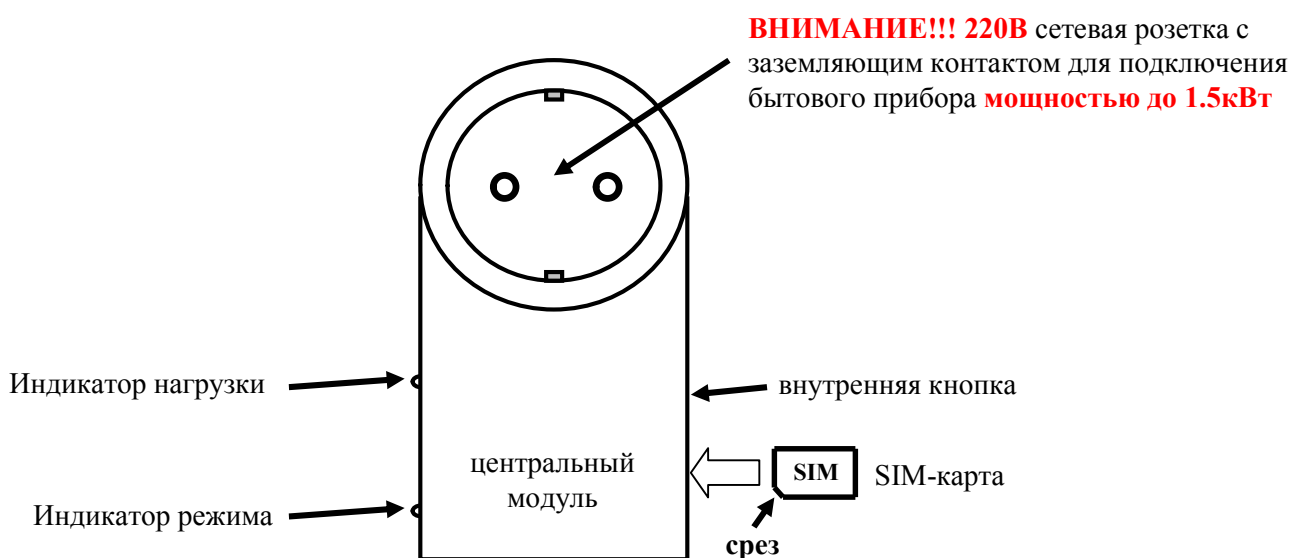 ВНИМАНИЕ!!! 220В сетевая розетка с
заземляющим контактом для подключения
бытового прибора мощностью до 1.5кВт
Индикатор нагрузки
внутренняя кнопка
центральный
модуль
SIM
SIM-карта
Индикатор режима
срез